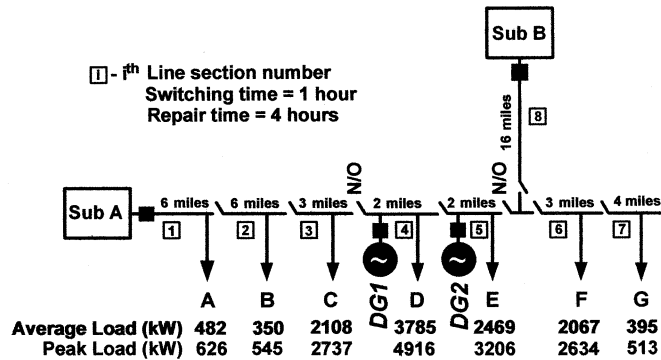 Sub B
i - ith Line section number
Switching time = 1 hour
Repair time = 4 hours
16 miles
8
N/O
N/O
Sub A
6 miles
6 miles
3 miles
2 miles
2 miles
3 miles
4 miles
1
2
3
4
5
6
7
~
~
DG1
DG2
A B C D E F G
Average Load (kW) 482 350 2108 3785 2469 2067 395
Peak Load (kW) 626 545 2737 4916 3206 2634 513